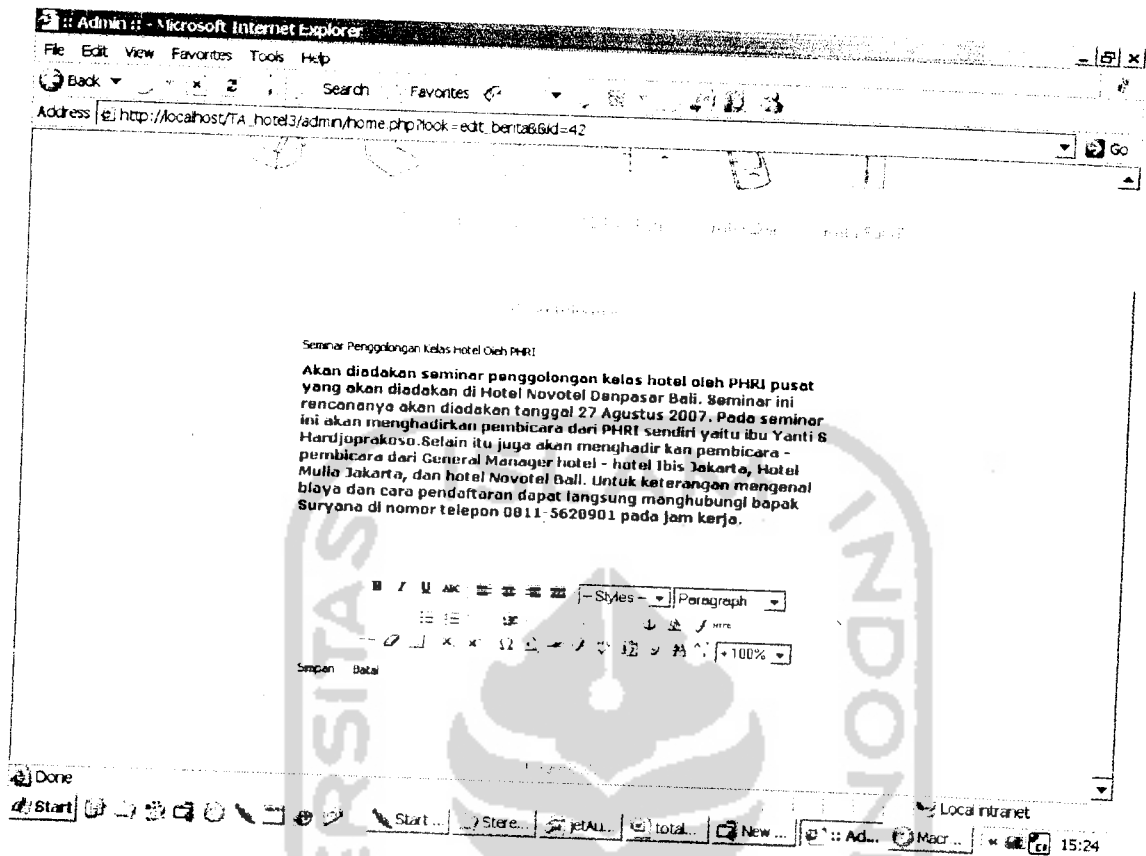 :: Admin :: - Microsoft Internet Explorer
File Edit View Favorites Tools Help
Back Search Favorites
Address http://localhost/TA_hotel3/admin/home.php?look=edit_berita&&id=42 Go
Seminar Penggolongan Kelas Hotel Oleh PHRI
Akan diadakan seminar penggolongan kelas hotel oleh PHRI pusat
yang akan diadakan di Hotel Novotel Denpasar Bali. Seminar ini
rencananya akan diadakan tanggal 27 Agustus 2007. Pada seminar
ini akan menghadirkan pembicara dari PHRI sendiri yaitu ibu Yanti S
Hardjoprakoso.Selain itu juga akan menghadir kan pembicara -
pembicara dari General Manager hotel - hotel Ibis Jakarta, Hotel
Mulia Jakarta, dan hotel Novotel Bali. Untuk keterangan mengenai
biaya dan cara pendaftaran dapat langsung manghubungi bapak
Suryana di nomor telepon 0811-5620901 pada jam kerja.
B I U ABC -- Styles -- Paragraph
HTML
+100%
Simpan Batal
Done
Local intranet
Start Start ... Stere... jetAu... total... New ... :: Ad... Macr... 15:24